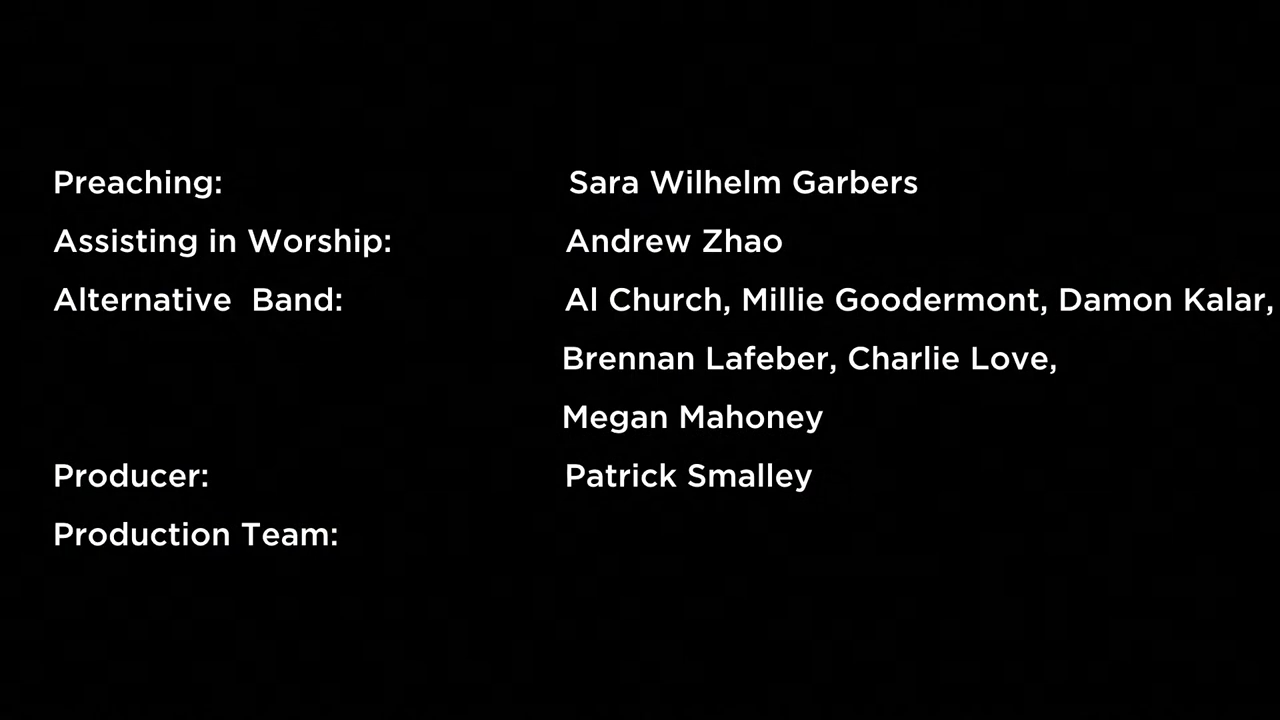 Preaching: Sara Wilhelm Garbers
Assisting in Worship: Andrew Zhao
Alternative  Band: Al Church, Millie Goodermont, Damon Kalar,
Brennan Lafeber, Charlie Love,
Megan Mahoney
Producer: Patrick Smalley
Production Team: